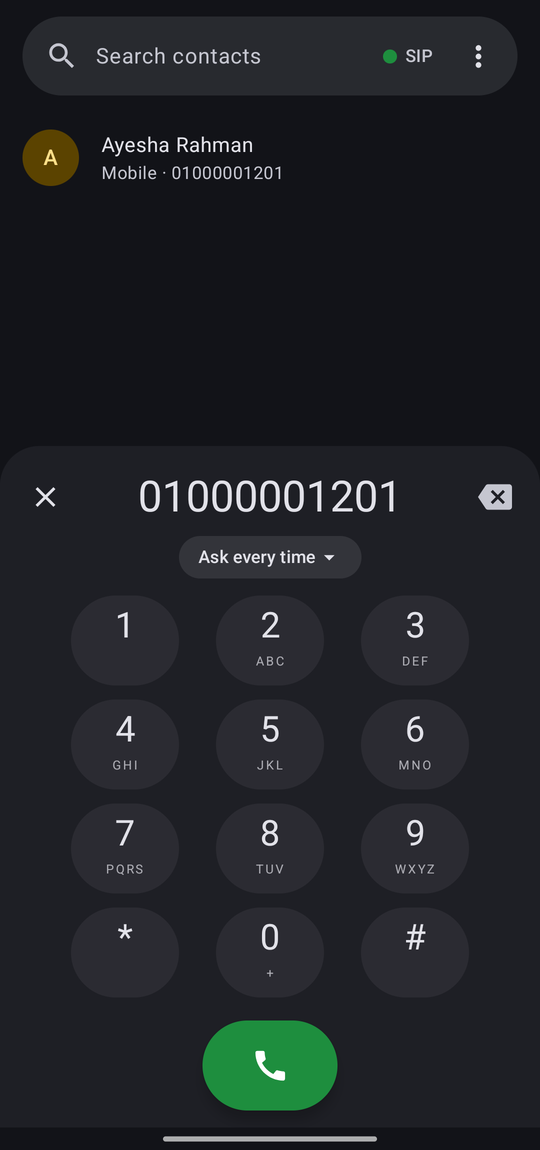 Search contacts SIP
A
Ayesha Rahman
Mobile · 01000001201
01000001201
Ask every time
1 2 3
ABC DEF
4 5 6
GHI JKL MNO
7 8 9
PQRS TUV WXYZ
* 0 #
+